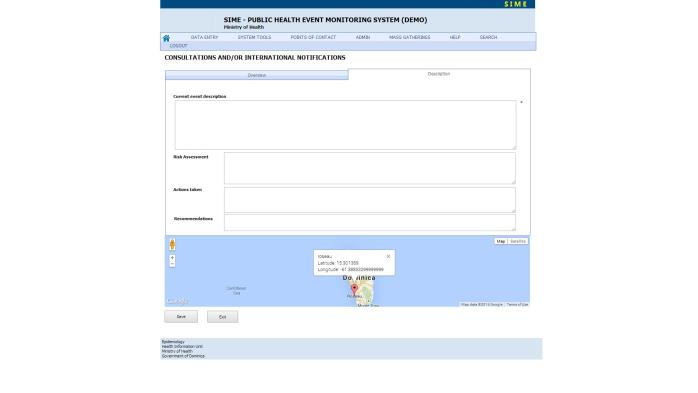 SIME
SIME - PUBLIC HEALTH EVENT MONITORING SYSTEM (DEMO)
Ministry of Health
DATA ENTRY SYSTEM TOOLS POINTS OF CONTACT ADMIN MASS GATHERINGS HELP SEARCH
LOGOUT
CONSULTATIONS AND/OR INTERNATIONAL NOTIFICATIONS
Overview Description
Current event description
*
Risk Assessment
Actions taken
Recommendations
Map Satellite
roseau
Latitude: 15.301389
Dominica
Caribbean
Sea
Roseau
Google
Map data ©2016 Google Terms of Use
Save Exit
Epidemiology
Health Information Unit
Ministry of Health
Government of Dominica